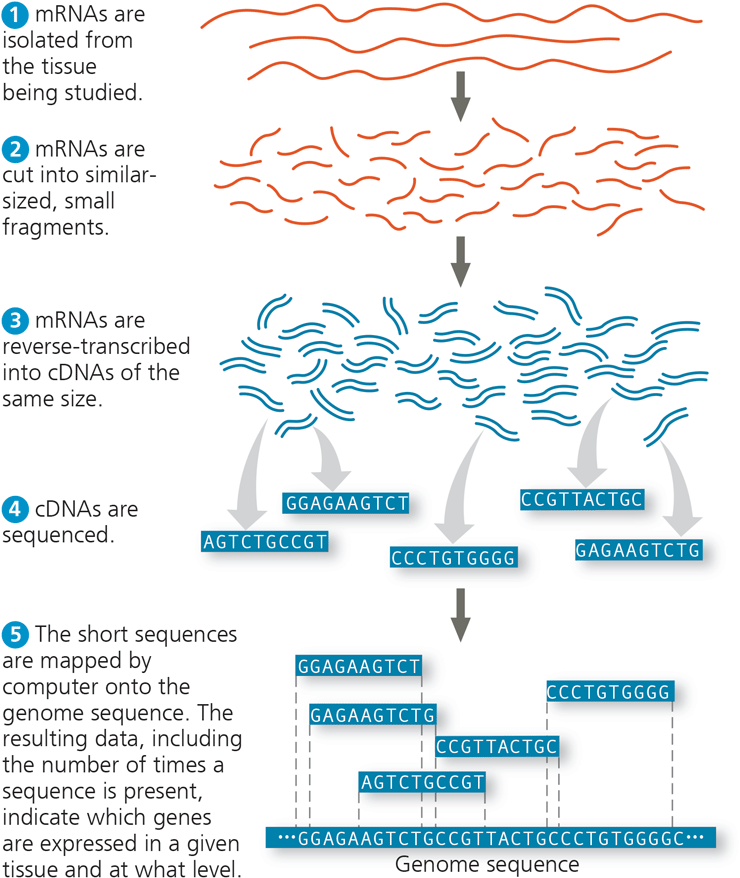 1 mRNAs are
isolated from
the tissue
being studied.
2 mRNAs are
cut into similar-
sized, small
fragments.
3 mRNAs are
reverse-transcribed
into cDNAs of the
same size.
4 cDNAs are
sequenced.
GGAGAAGTCT
CCGTTACTGC
AGTCTGCCGT
CCCTGTGGGG
GAGAAGTCTG
5 The short sequences
are mapped by
computer onto the
genome sequence. The
resulting data, including
the number of times a
sequence is present,
indicate which genes
are expressed in a given
tissue and at what level.
GGAGAAGTCT
CCCTGTGGGG
GAGAAGTCTG
CCGTTACTGC
AGTCTGCCGT
···GGAGAAGTCTGCCGTTACTGCCCTGTGGGGC···
Genome sequence